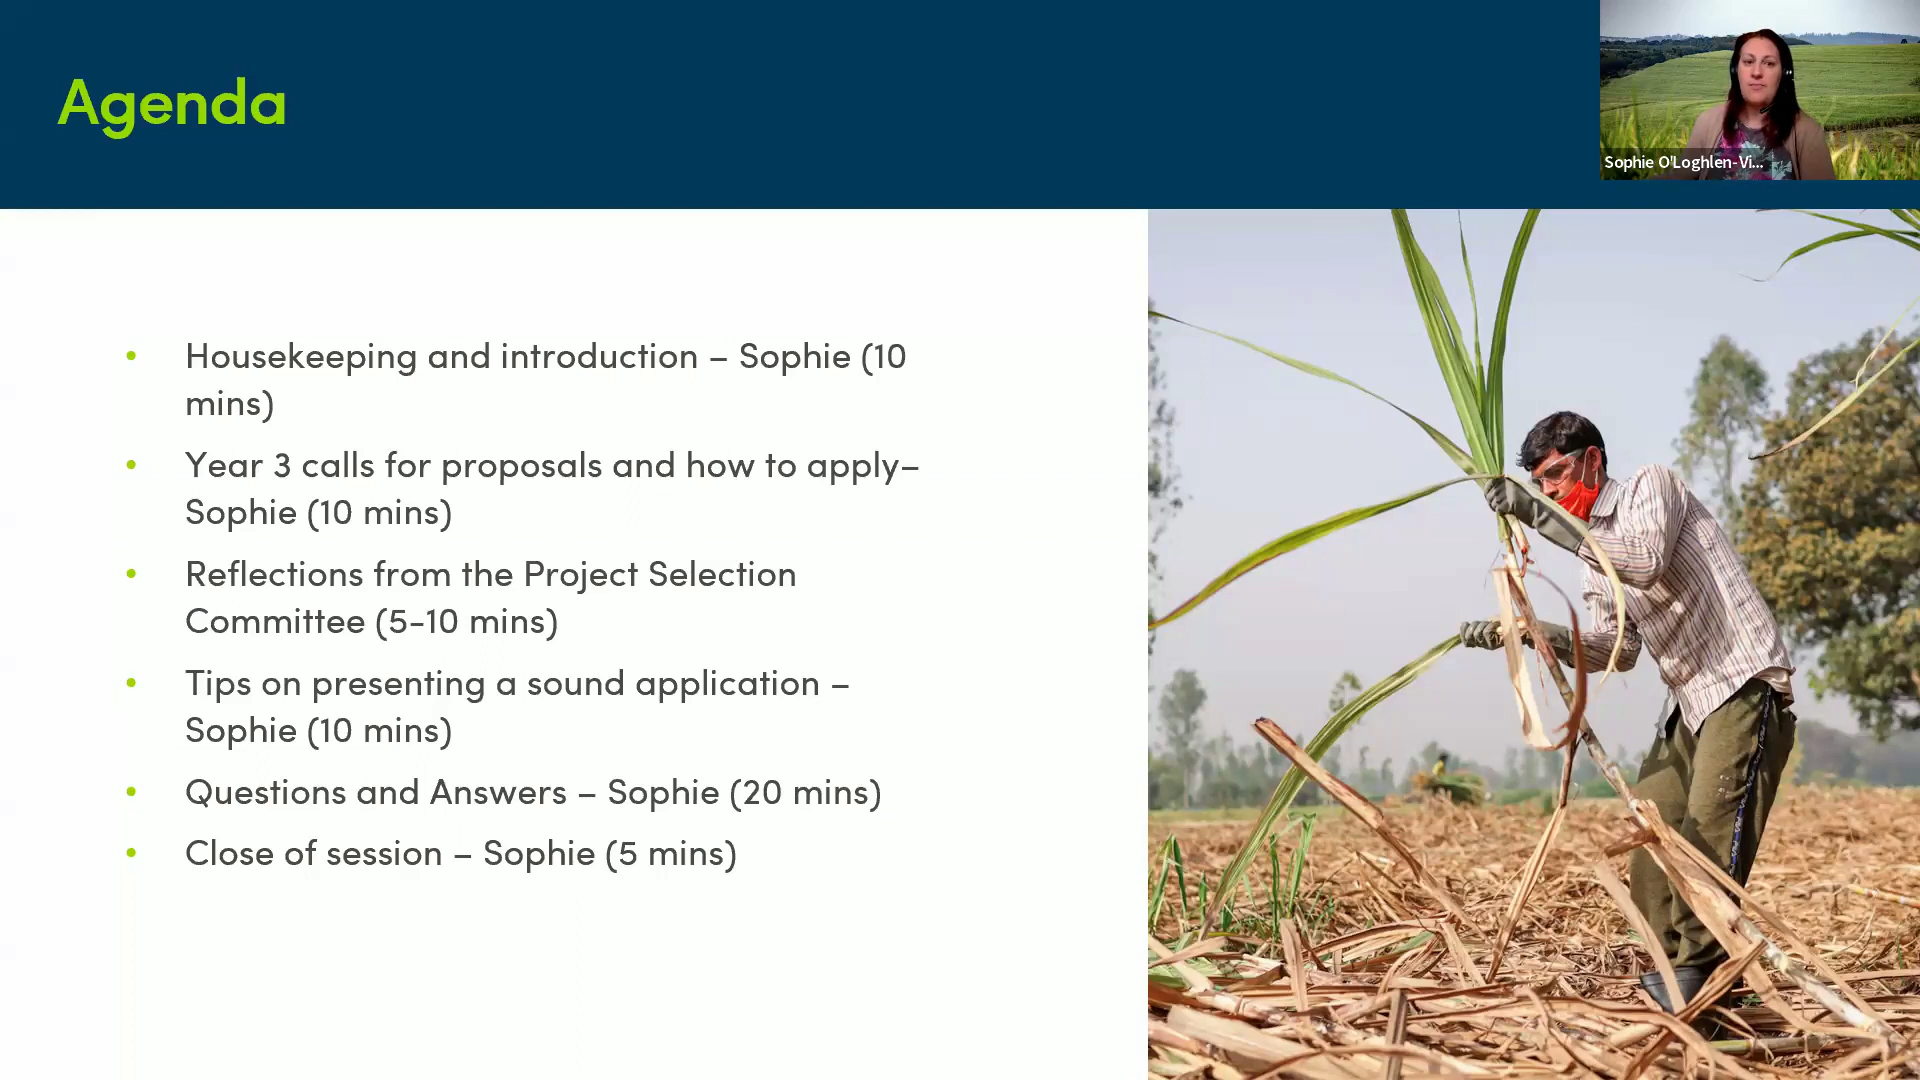 Agenda
Sophie O'Loghlen-Vi...
• Housekeeping and introduction – Sophie (10
mins)
• Year 3 calls for proposals and how to apply–
Sophie (10 mins)
• Reflections from the Project Selection
Committee (5-10 mins)
• Tips on presenting a sound application –
Sophie (10 mins)
• Questions and Answers – Sophie (20 mins)
• Close of session – Sophie (5 mins)